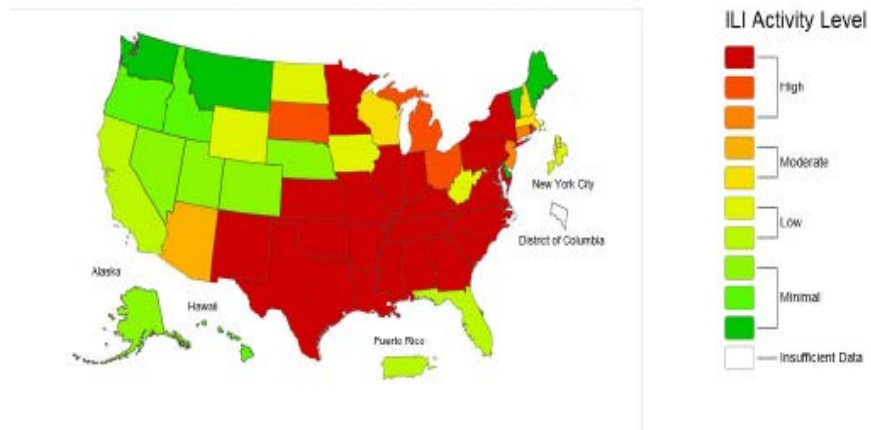 ILI Activity Level
High
Moderate
Low
Minimal
Insufficient Data
New York City
District of Columbia
Alaska
Hawaii
Puerto Rico